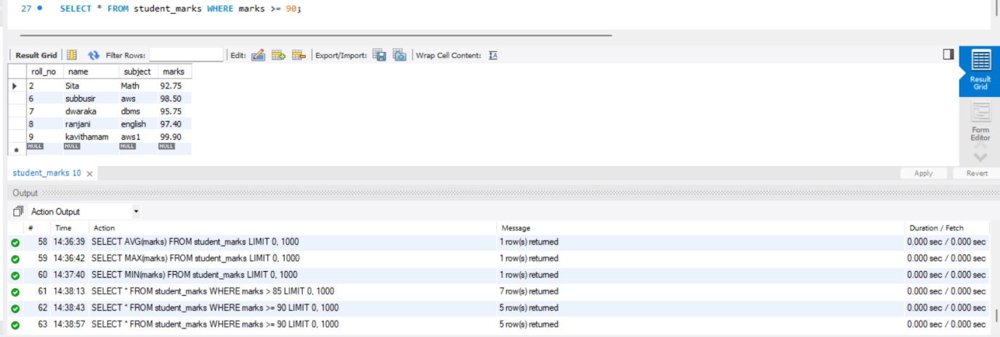 27 SELECT * FROM student_marks WHERE marks >= 90;
Result Grid Filter Rows: Edit: Export/Import: Wrap Cell Content:
roll_no name subject marks
2 Sita Math 92.75
6 subbusir aws 98.50
7 dwaraka dbms 95.75
8 ranjani english 97.40
9 kavithamam aws1 99.90
NULL NULL NULL NULL
Result
Grid
Form
Editor
student_marks 10
Apply Revert
Output
Action Output
# Time Action Message Duration / Fetch
58 14:36:39 SELECT AVG(marks) FROM student_marks LIMIT 0, 1000 1 row(s) returned 0.000 sec / 0.000 sec
59 14:36:42 SELECT MAX(marks) FROM student_marks LIMIT 0, 1000 1 row(s) returned 0.000 sec / 0.000 sec
60 14:37:40 SELECT MIN(marks) FROM student_marks LIMIT 0, 1000 1 row(s) returned 0.000 sec / 0.000 sec
61 14:38:13 SELECT * FROM student_marks WHERE marks > 85 LIMIT 0, 1000 7 row(s) returned 0.000 sec / 0.000 sec
62 14:38:43 SELECT * FROM student_marks WHERE marks >= 90 LIMIT 0, 1000 5 row(s) returned 0.000 sec / 0.000 sec
63 14:38:57 SELECT * FROM student_marks WHERE marks >= 90 LIMIT 0, 1000 5 row(s) returned 0.000 sec / 0.000 sec